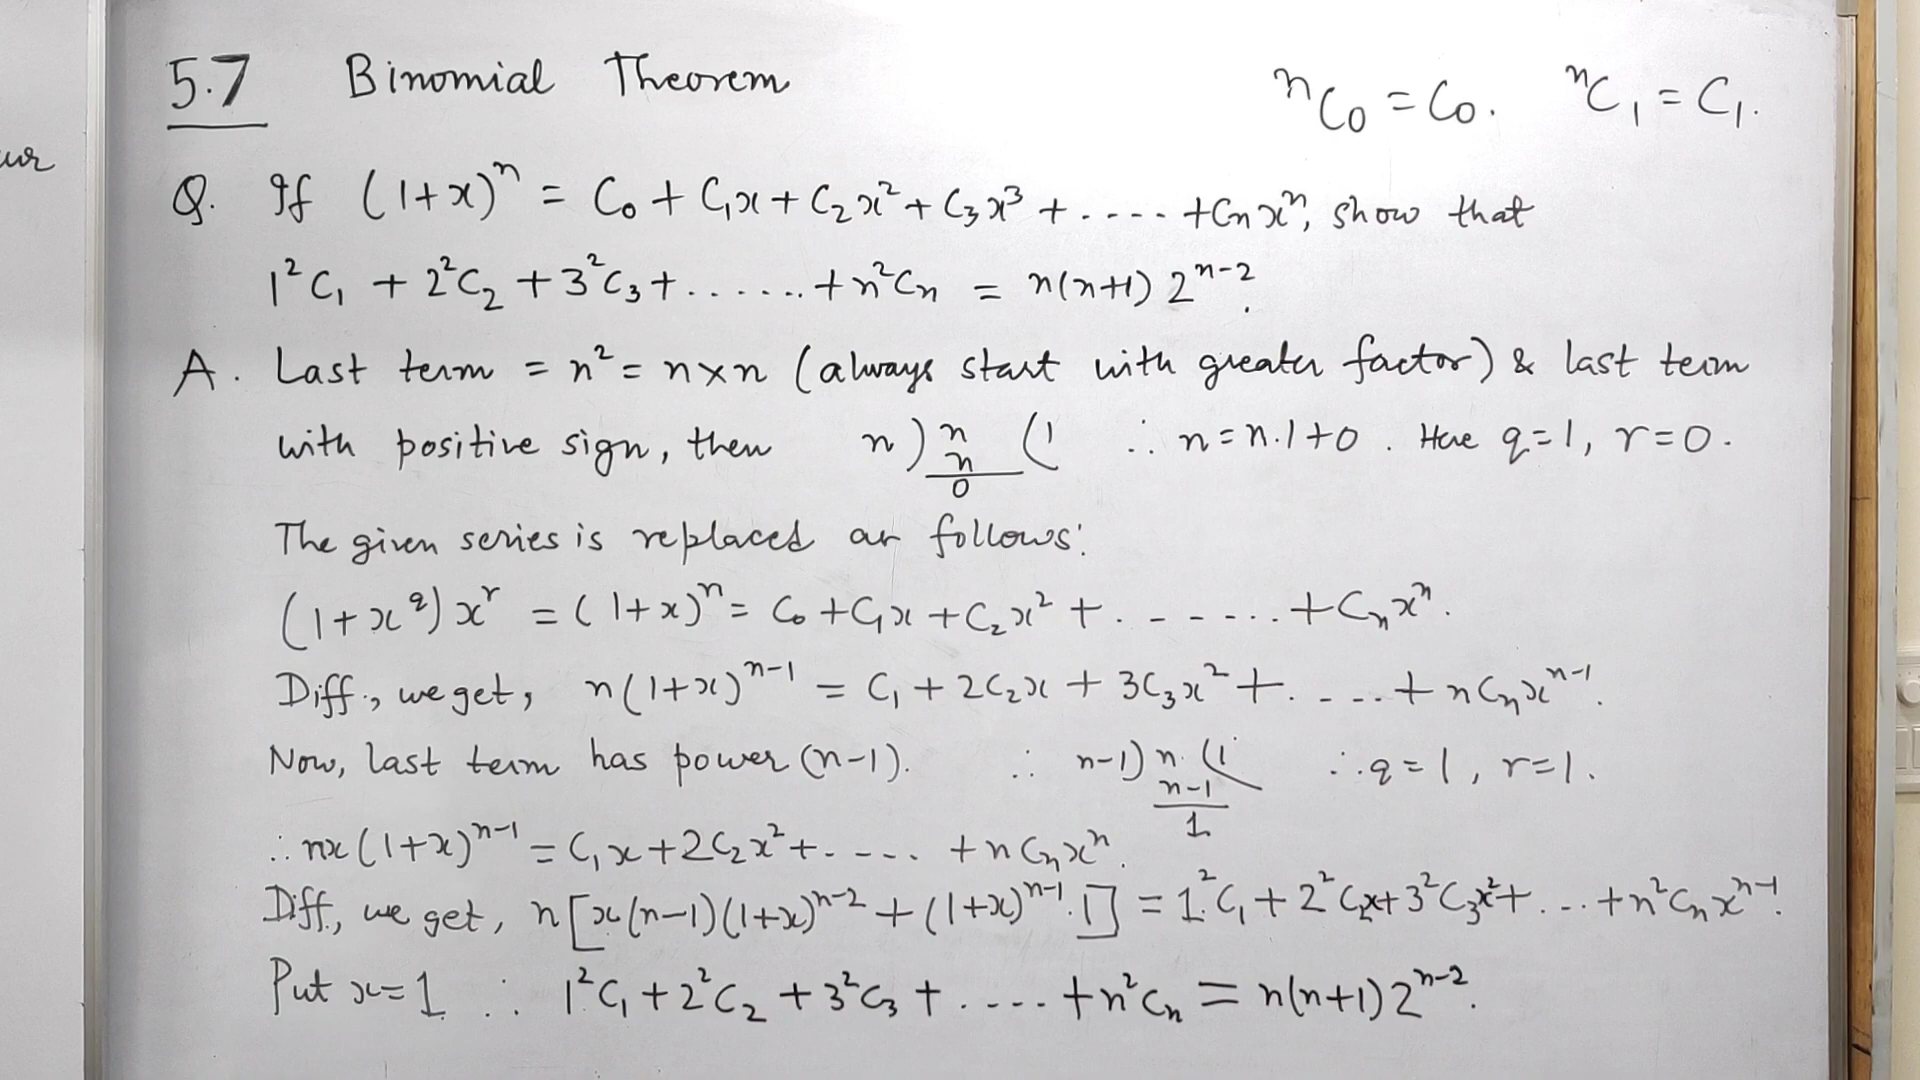 5.7 Binomial Theorem ⁿC₀ = C₀. ⁿC₁ = C₁.
ur
Q. If (1+x)ⁿ = C₀ + C₁x + C₂x² + C₃x³ + ..... + Cₙxⁿ, show that
1²C₁ + 2²C₂ + 3²C₃ + ...... + n²Cₙ = n(n+1) 2ⁿ⁻².
A. Last term = n² = n×n (always start with greater factor) & last term
with positive sign, then n ) n ( 1 ∴ n = n.1+0. Here q=1, r=0.
n
0
The given series is replaced as follows:
(1+x^q) xʳ = (1+x)ⁿ = C₀ + C₁x + C₂x² + ........ + Cₙxⁿ.
Diff., we get, n(1+x)ⁿ⁻¹ = C₁ + 2C₂x + 3C₃x² + ..... + nCₙxⁿ⁻¹.
Now, last term has power (n-1). ∴ n-1) n (1 ∴ q=1, r=1.
n-1
1
∴ nx(1+x)ⁿ⁻¹ = C₁x + 2C₂x² + ..... + nCₙxⁿ.
Diff., we get, n[x(n-1)(1+x)ⁿ⁻² + (1+x)ⁿ⁻¹.1] = 1².C₁ + 2²C₂x + 3²C₃x² + ... + n²Cₙxⁿ⁻¹.
Put x=1 ∴ 1²C₁ + 2²C₂ + 3²C₃ + ..... + n²Cₙ = n(n+1) 2ⁿ⁻².